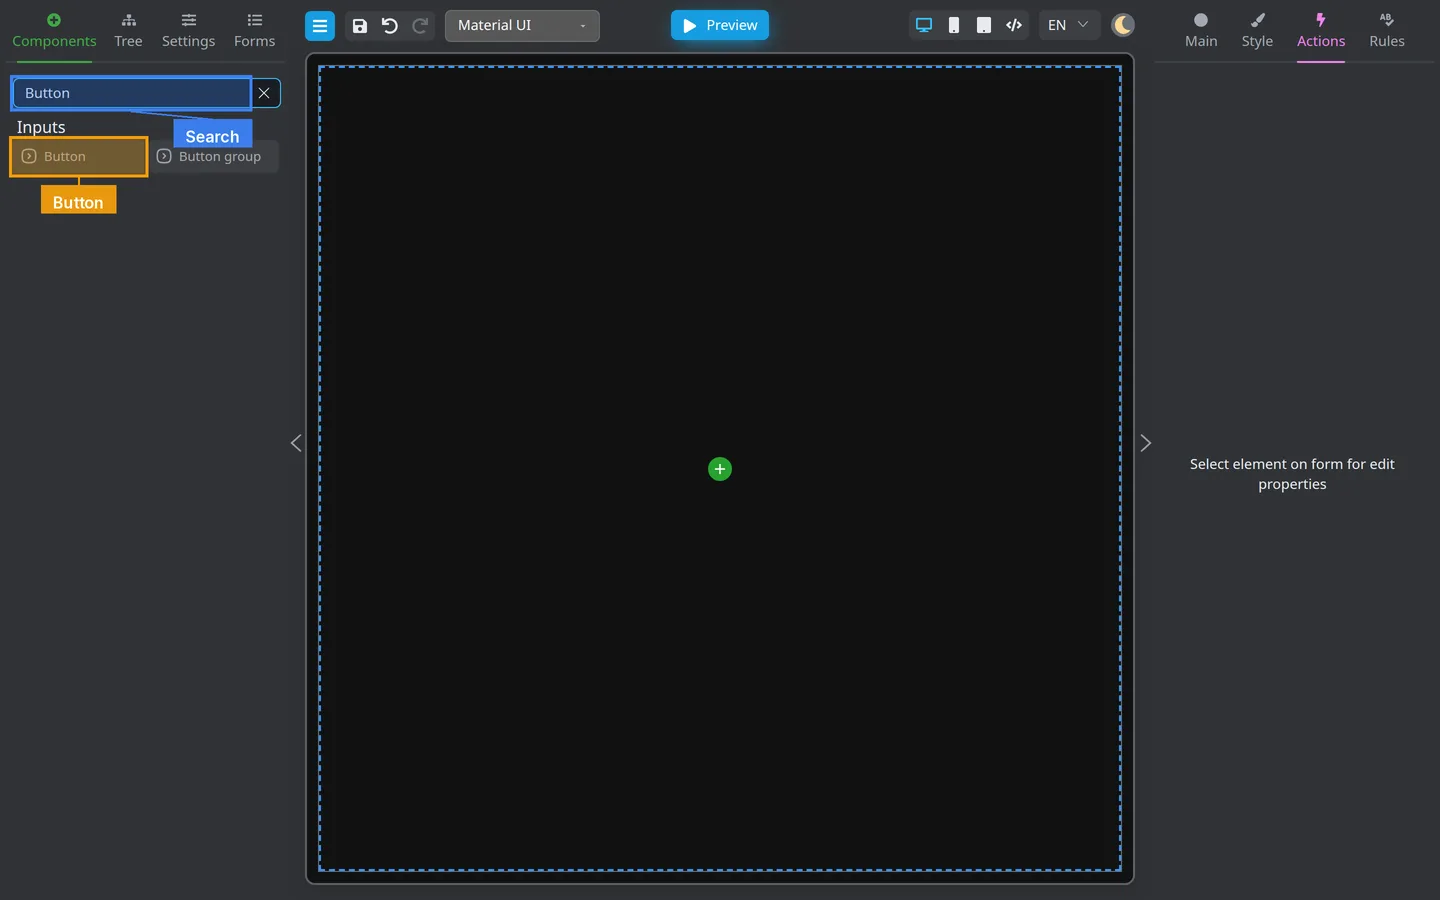 Components Tree Settings Forms
Material UI
Preview
EN
Main Style Actions Rules
Button
Search
Inputs
Button
Button group
Button
Select element on form for edit
properties